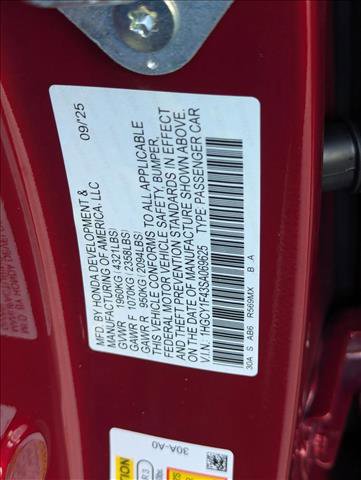 MFD. BY HONDA DEVELOPMENT &
MANUFACTURING OF AMERICA, LLC
09/25
GVWR 1960KG(4321LBS)
GAWR F 1070KG(2358LBS)
GAWR R 950KG(2094LBS)
THIS VEHICLE CONFORMS TO ALL APPLICABLE
FEDERAL MOTOR VEHICLE SAFETY, BUMPER,
AND THEFT PREVENTION STANDARDS IN EFFECT
ON THE DATE OF MANUFACTURE SHOWN ABOVE.
V.I.N.: 1HGCY1F43SA069625 TYPE:PASSENGER CAR
30A S AB6 R569MX B .A
30A-A0